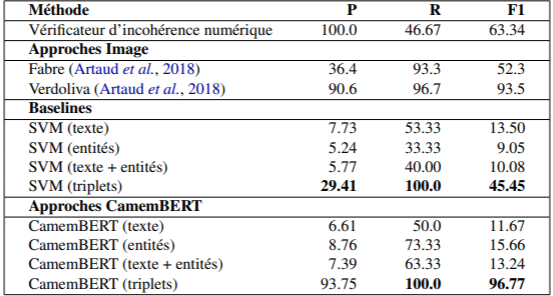 Méthode P R F1
Vérificateur d'incohérence numérique 100.0 46.67 63.34
Approches Image
Fabre (Artaud et al., 2018) 36.4 93.3 52.3
Verdoliva (Artaud et al., 2018) 90.6 96.7 93.5
Baselines
SVM (texte) 7.73 53.33 13.50
SVM (entités) 5.24 33.33 9.05
SVM (texte + entités) 5.77 40.00 10.08
SVM (triplets) 29.41 100.0 45.45
Approches CamemBERT
CamemBERT (texte) 6.61 50.0 11.67
CamemBERT (entités) 8.76 73.33 15.66
CamemBERT (texte + entités) 7.39 63.33 13.24
CamemBERT (triplets) 93.75 100.0 96.77